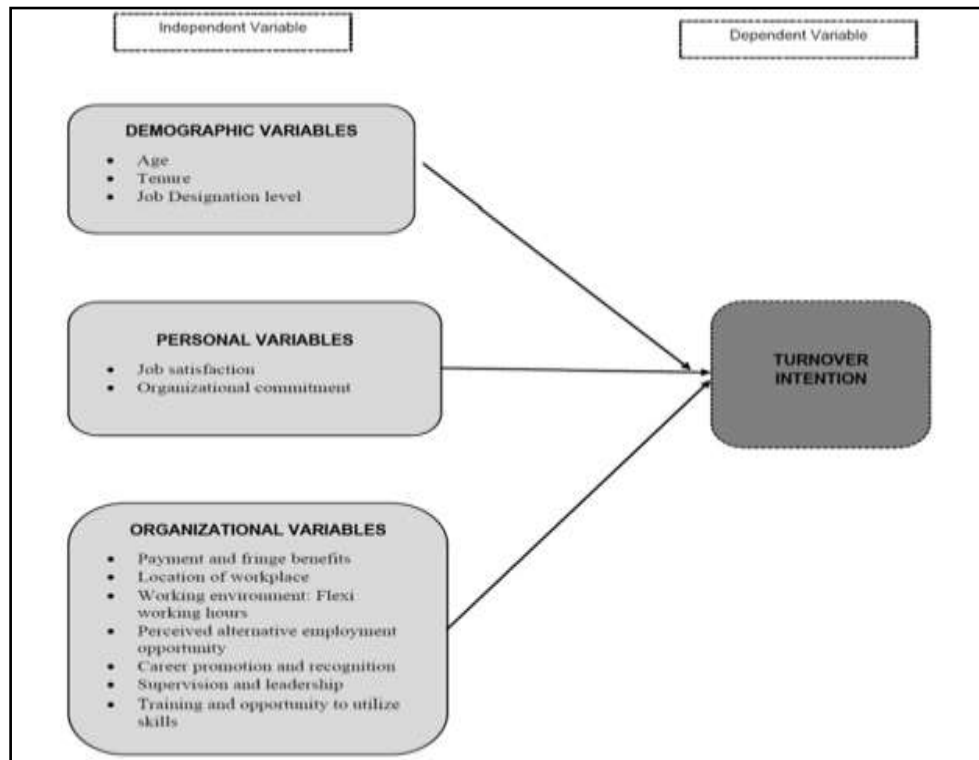 Independent Variable
Dependent Variable
DEMOGRAPHIC VARIABLES
• Age
• Tenure
• Job Designation level
PERSONAL VARIABLES
• Job satisfaction
• Organizational commitment
TURNOVER
INTENTION
ORGANIZATIONAL VARIABLES
• Payment and fringe benefits
• Location of workplace
• Working environment: Flexi
working hours
• Perceived alternative employment
opportunity
• Career promotion and recognition
• Supervision and leadership
• Training and opportunity to utilize
skills